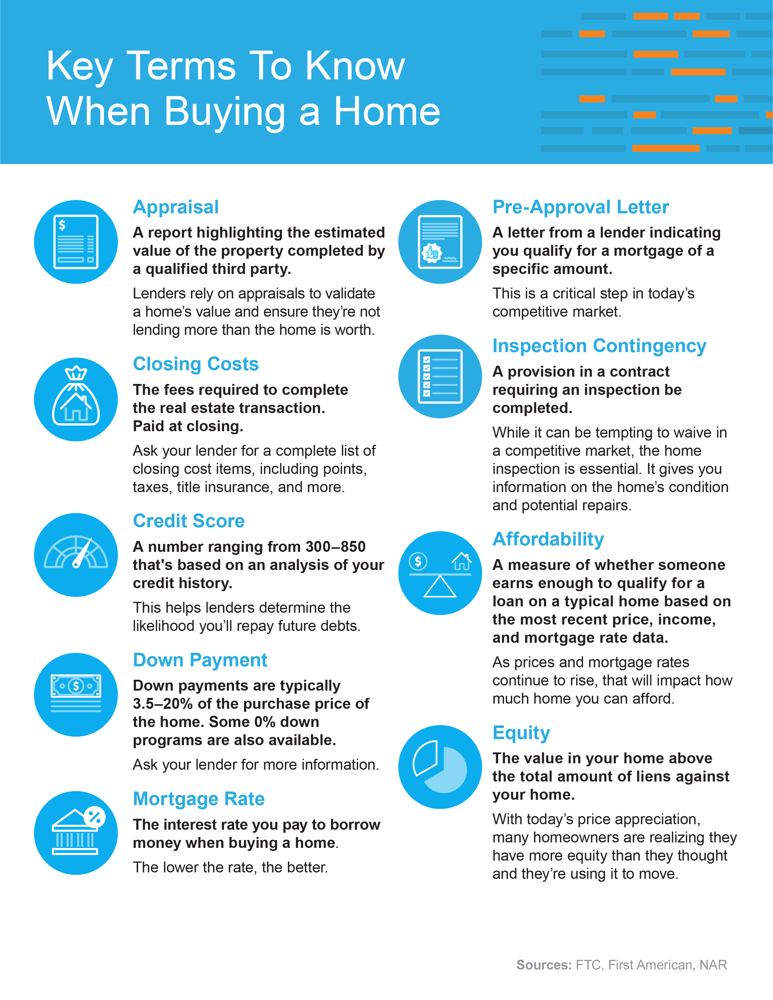 Key Terms To Know
When Buying a Home
Appraisal
A report highlighting the estimated
value of the property completed by
a qualified third party.
Lenders rely on appraisals to validate
a home’s value and ensure they’re not
lending more than the home is worth.
Closing Costs
The fees required to complete
the real estate transaction.
Paid at closing.
Ask your lender for a complete list of
closing cost items, including points,
taxes, title insurance, and more.
Credit Score
A number ranging from 300–850
that's based on an analysis of your
credit history.
This helps lenders determine the
likelihood you’ll repay future debts.
Down Payment
Down payments are typically
3.5–20% of the purchase price of
the home. Some 0% down
programs are also available.
Ask your lender for more information.
Mortgage Rate
The interest rate you pay to borrow
money when buying a home.
The lower the rate, the better.
Pre-Approval Letter
A letter from a lender indicating
you qualify for a mortgage of a
specific amount.
This is a critical step in today’s
competitive market.
Inspection Contingency
A provision in a contract
requiring an inspection be
completed.
While it can be tempting to waive in
a competitive market, the home
inspection is essential. It gives you
information on the home’s condition
and potential repairs.
Affordability
A measure of whether someone
earns enough to qualify for a
loan on a typical home based on
the most recent price, income,
and mortgage rate data.
As prices and mortgage rates
continue to rise, that will impact how
much home you can afford.
Equity
The value in your home above
the total amount of liens against
your home.
With today’s price appreciation,
many homeowners are realizing they
have more equity than they thought
and they’re using it to move.
Sources: FTC, First American, NAR